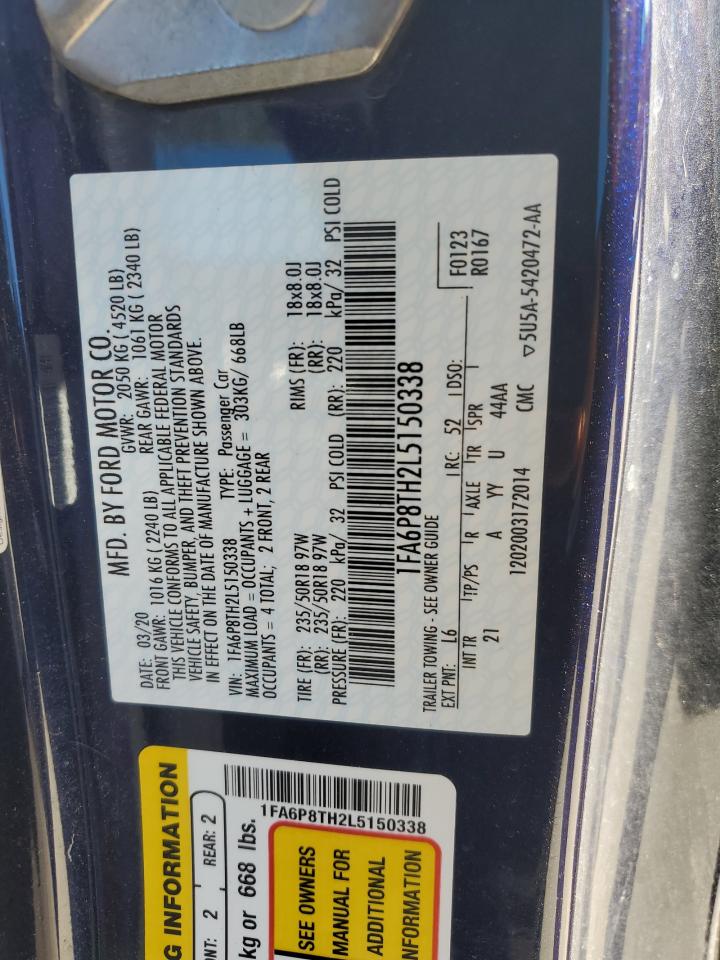 MFD. BY FORD MOTOR CO.
DATE: 03/20 GVWR: 2050 KG ( 4520 LB)
FRONT GAWR: 1016 KG ( 2240 LB) REAR GAWR: 1061 KG ( 2340 LB)
THIS VEHICLE CONFORMS TO ALL APPLICABLE FEDERAL MOTOR
VEHICLE SAFETY, BUMPER, AND THEFT PREVENTION STANDARDS
IN EFFECT ON THE DATE OF MANUFACTURE SHOWN ABOVE.
VIN: 1FA6P8TH2L5150338 TYPE: Passenger Car
MAXIMUM LOAD = OCCUPANTS + LUGGAGE = 303KG/ 668LB
OCCUPANTS = 4 TOTAL; 2 FRONT, 2 REAR
TIRE (FR): 235/50R18 97W RIMS (FR): 18x8.0J
(RR): 235/50R18 97W (RR): 18x8.0J
PRESSURE (FR): 220 kPa/ 32 PSI COLD (RR): 220 kPa/ 32 PSI COLD
1FA6P8TH2L5150338
TRAILER TOWING - SEE OWNER GUIDE
F0123
R0167
EXT PNT: L6 RC: 52 DSO:
INT TR TP/PS R AXLE TR SPR
21 A YY U 44AA
1202003172014 CMC ▽5U5A-5420472-AA
G INFORMATION
ONT: 2 REAR: 2
kg or 668 lbs.
1FA6P8TH2L5150338
SEE OWNERS
MANUAL FOR
ADDITIONAL
INFORMATION